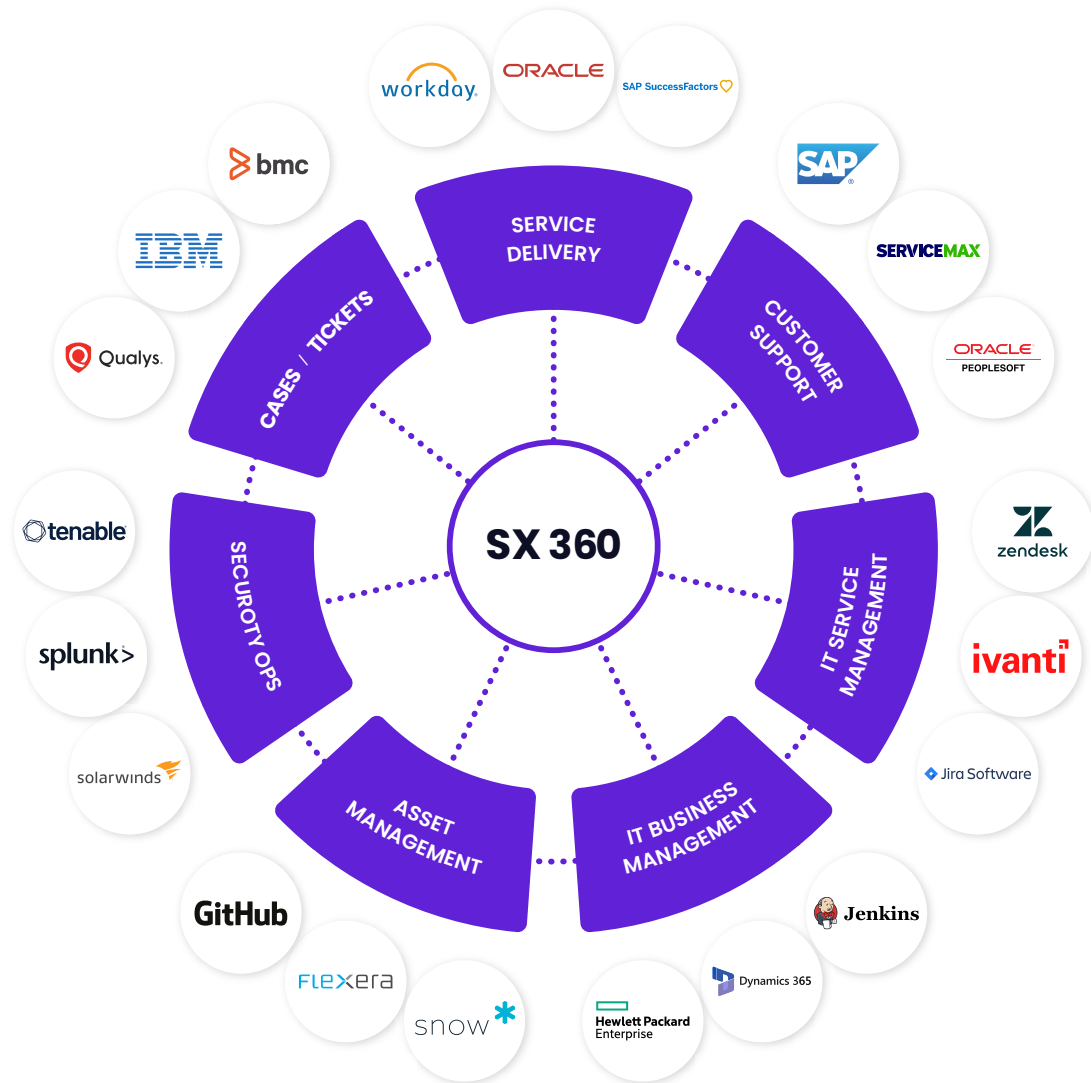 workday.
ORACLE
SAP SuccessFactors
SAP
®
SERVICEMAX
ORACLE
PEOPLESOFT
zendesk
ivanti
Jira Software
Jenkins
Dynamics 365
Hewlett Packard
Enterprise
snow
FLEXERA
GitHub
solarwinds
splunk>
tenable
Qualys.
IBM
bmc
SERVICE
DELIVERY
CUSTOMER
SUPPORT
IT SERVICE
MANAGEMENT
IT BUSINESS
MANAGEMENT
ASSET
MANAGEMENT
SECUROTY OPS
CASES / TICKETS
SX 360